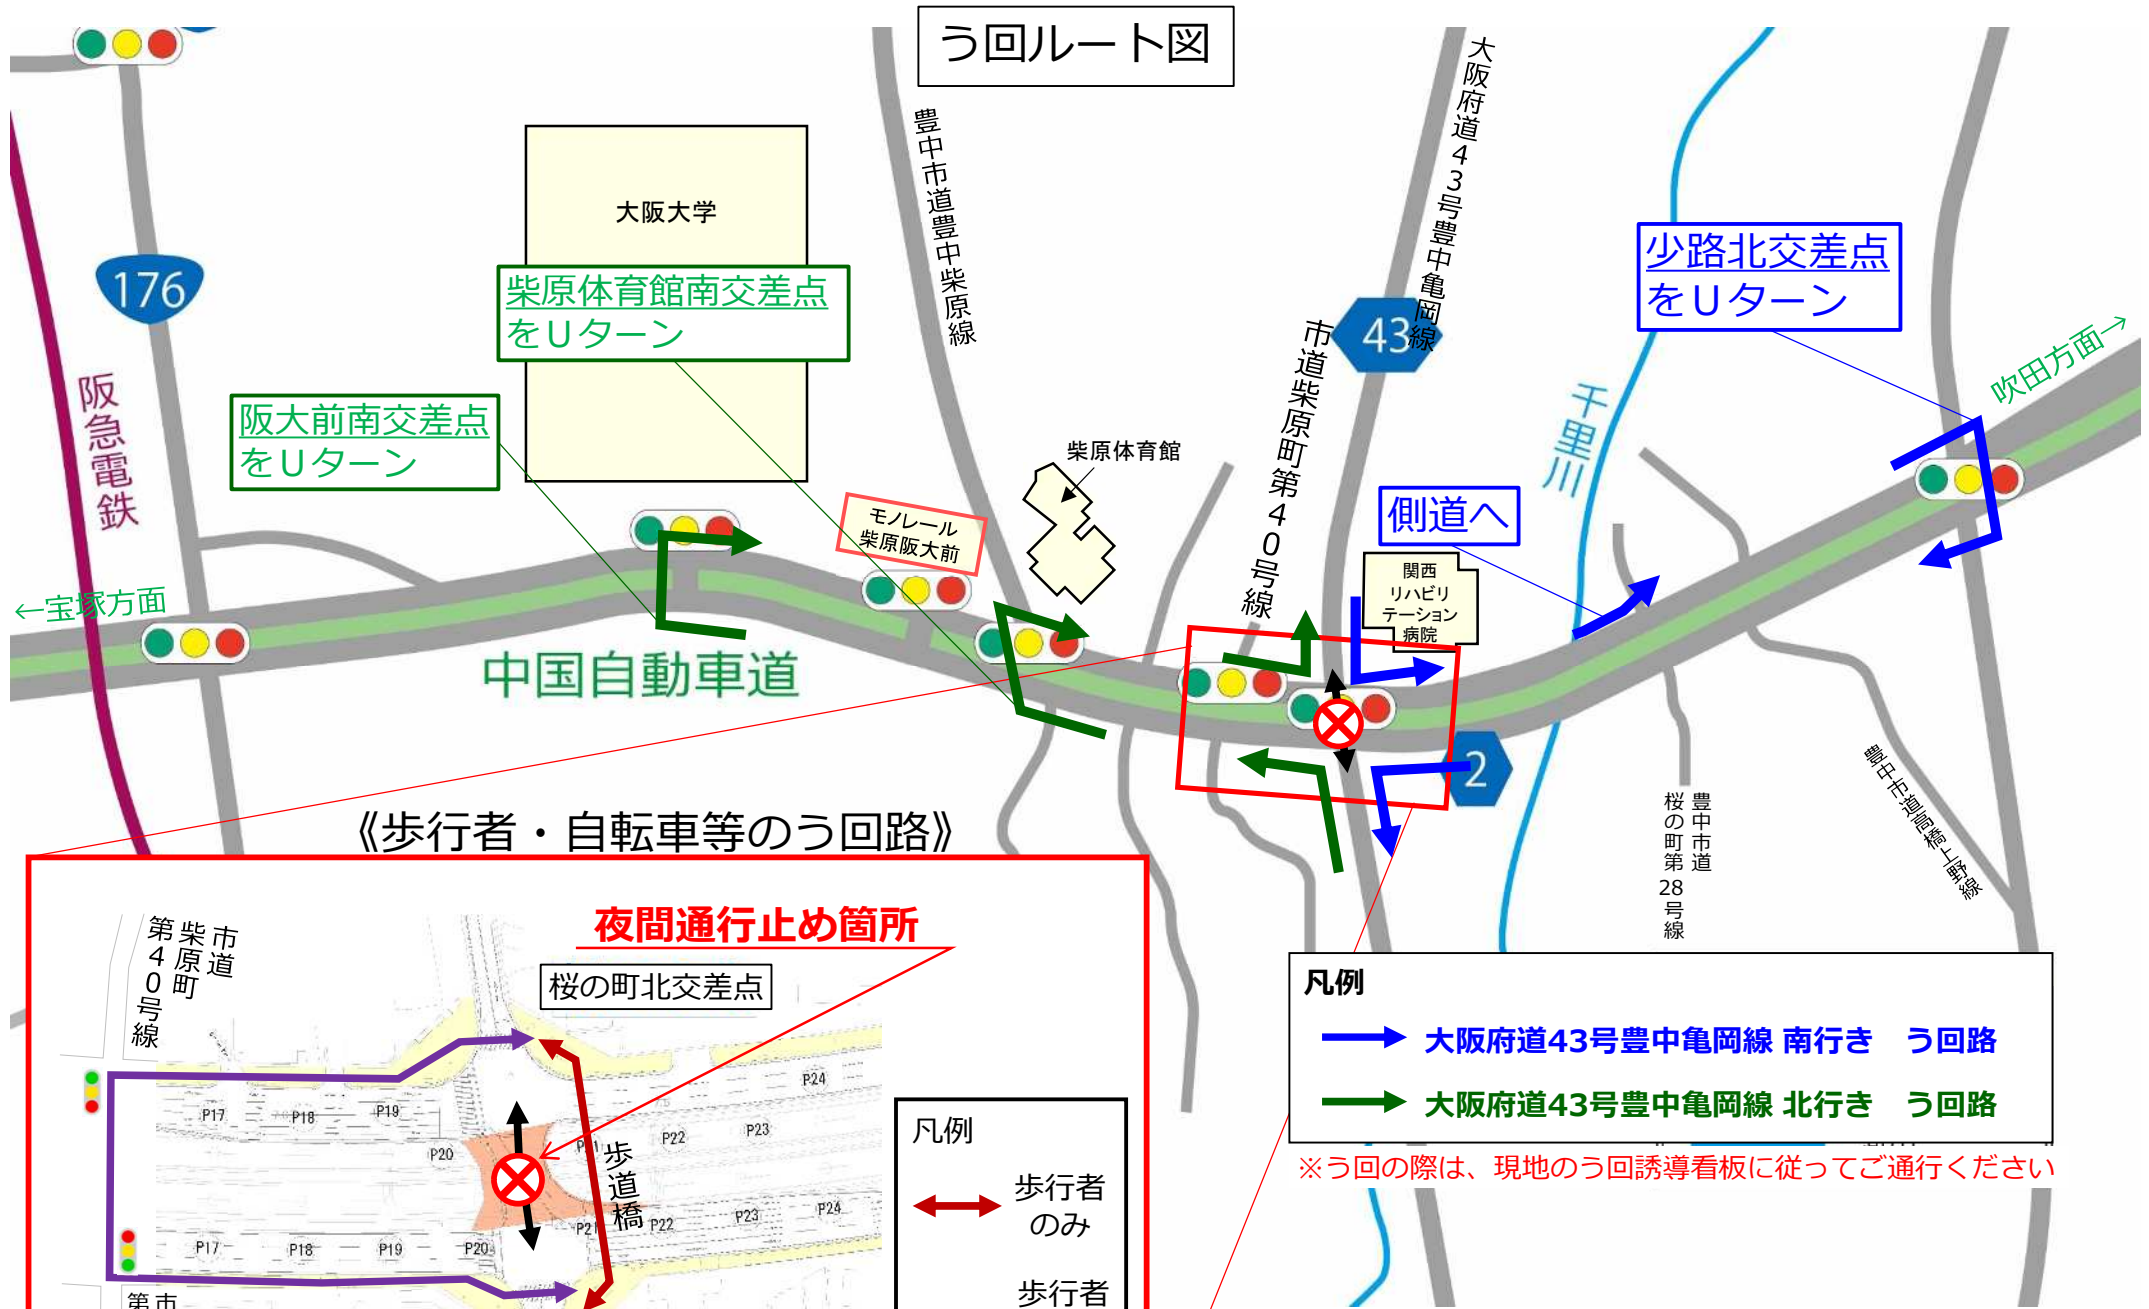 う回ルート図
大阪府道43号豊中亀岡線
豊中市道豊中柴原線
大阪大学
176
柴原体育館南交差点
をUターン
阪急電鉄
阪大前南交差点
をUターン
43
市道柴原町第40号線
少路北交差点
をUターン
吹田方面→
千里川
柴原体育館
モノレール
柴原阪大前
側道へ
関西
リハビリ
テーション
病院
←宝塚方面
中国自動車道
2
豊中市道
桜の町第28号線
豊中市道高橋上野線
《歩行者・自転車等のう回路》
夜間通行止め箇所
桜の町北交差点
市道
柴原町
第40号線
P17
P18
P19
P20
P21
P22
P23
P24
歩道橋
P17
P18
P19
P20
P21
P22
P23
P24
第市
凡例
歩行者
のみ
歩行者
凡例
大阪府道43号豊中亀岡線 南行き う回路
大阪府道43号豊中亀岡線 北行き う回路
※う回の際は、現地のう回誘導看板に従ってご通行ください